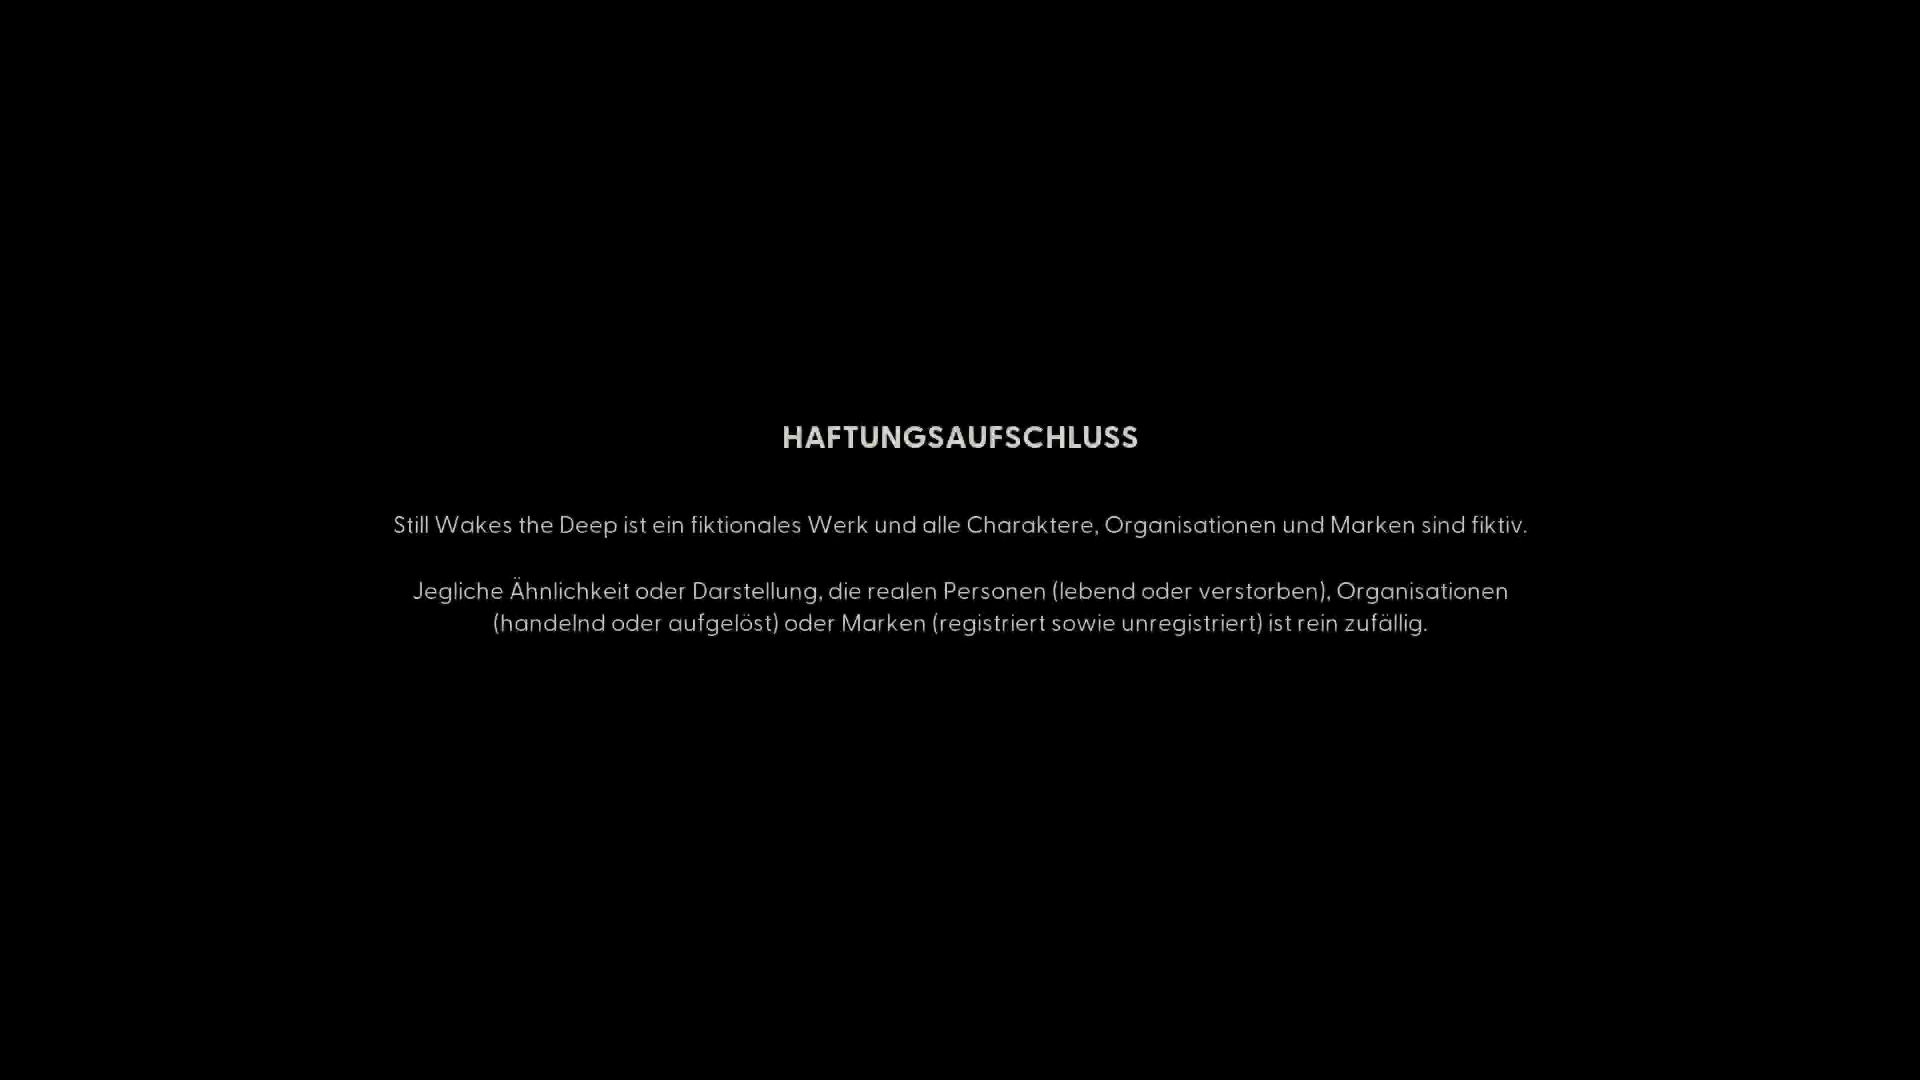 HAFTUNGSAUFSCHLUSS
Still Wakes the Deep ist ein fiktionales Werk und alle Charaktere, Organisationen und Marken sind fiktiv.
Jegliche Ähnlichkeit oder Darstellung, die realen Personen (lebend oder verstorben), Organisationen
(handelnd oder aufgelöst) oder Marken (registriert sowie unregistriert) ist rein zufällig.